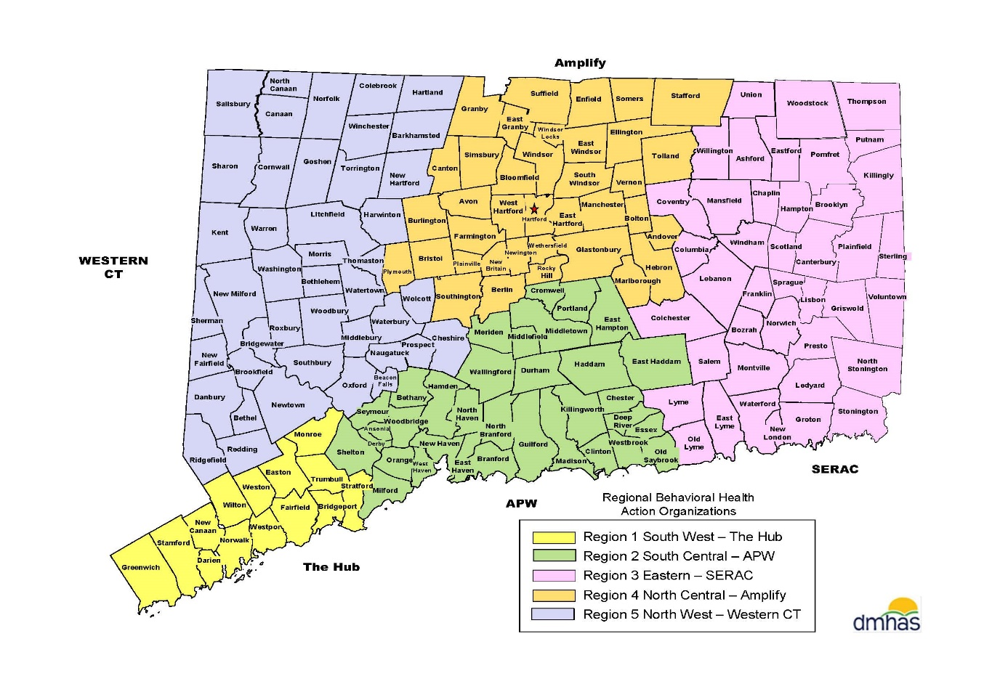 Amplify
North
Canaan
Colebrook
Hartland
Norfolk
Salisbury
Canaan
Granby
Suffield
Enfield
Somers
Stafford
Union
Woodstock
Thompson
East
Granby
Winchester
Barkhamsted
Windsor
Locks
Ellington
Putnam
East
Windsor
Simsbury
Windsor
Tolland
Willington
Ashford
Eastford
Pomfret
Sharon
Cornwall
Goshen
Torrington
New
Hartford
Canton
Bloomfield
South
Windsor
Vernon
Killingly
Avon
West
Hartford
Hartford
Manchester
East
Hartford
Bolton
Coventry
Mansfield
Chaplin
Hampton
Brooklyn
Litchfield
Harwinton
Burlington
Kent
Warren
Farmington
Andover
Windham
Scotland
Canterbury
Plainfield
Sterling
Morris
Thomaston
Bristol
Plainville
New
Britain
Newington
Wethersfield
Rocky
Hill
Glastonbury
Columbia
WESTERN
CT
Washington
Bethlehem
Plymouth
Hebron
Marlborough
Lebanon
Franklin
Sprague
Lisbon
Griswold
Voluntown
New Milford
Watertown
Wolcott
Southington
Berlin
Cromwell
Portland
East
Hampton
Colchester
Bozrah
Norwich
Woodbury
Waterbury
Sherman
Roxbury
Bridgewater
Middlebury
Cheshire
Prospect
Naugatuck
Meriden
Middlefield
Middletown
Presto
New
Fairfield
Brookfield
Southbury
Oxford
Beacon
Falls
Wallingford
Durham
Haddam
East Haddam
Salem
Montville
North
Stonington
Ledyard
Danbury
Bethel
Newtown
Hamden
Bethany
Seymour
Woodbridge
Ansonia
Derby
North
Haven
North
Branford
Killingworth
Chester
Deep
River
Essex
Lyme
East
Lyme
Waterford
New
London
Groton
Stonington
Redding
Ridgefield
Monroe
Shelton
New Haven
Orange
West
Haven
East
Haven
Branford
Guilford
Madison
Clinton
Westbrook
Old
Saybrook
Old
Lyme
Easton
Weston
Trumbull
Stratford
Milford
Wilton
Fairfield
Bridgeport
New
Canaan
Westpor
Stamford
Norwalk
Darien
Greenwich
The Hub
APW
SERAC
Regional Behavioral Health
Action Organizations
Region 1 South West – The Hub
Region 2 South Central – APW
Region 3 Eastern – SERAC
Region 4 North Central – Amplify
Region 5 North West – Western CT
dmhas